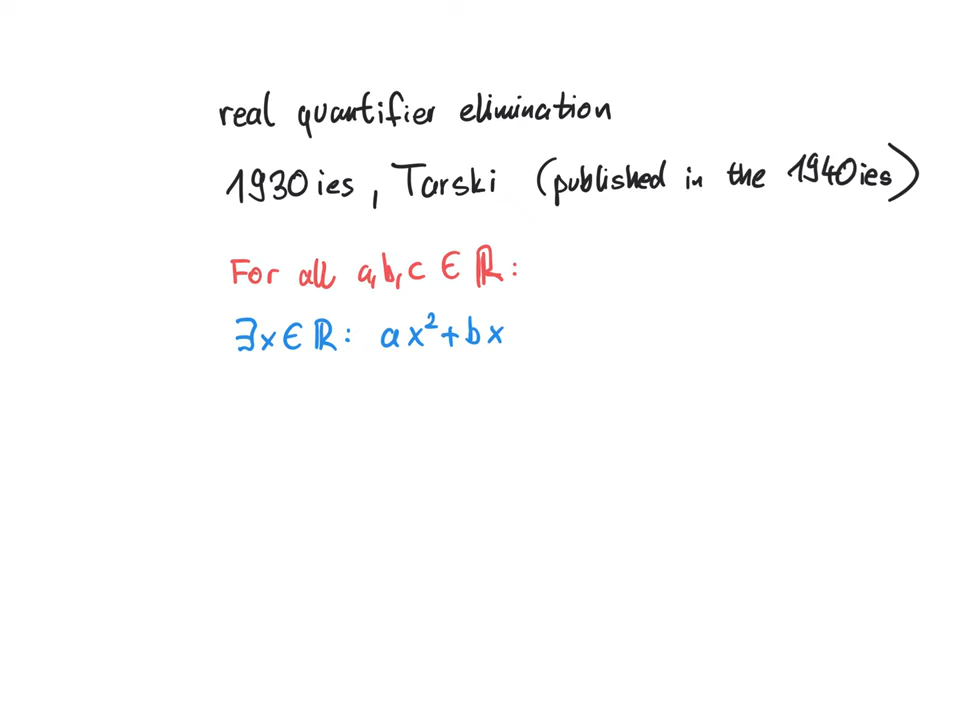 real quantifier elimination
1930ies, Tarski (published in the 1940ies)
For all a, b, c ∈ ℝ:
∃x∈ℝ: ax²+bx